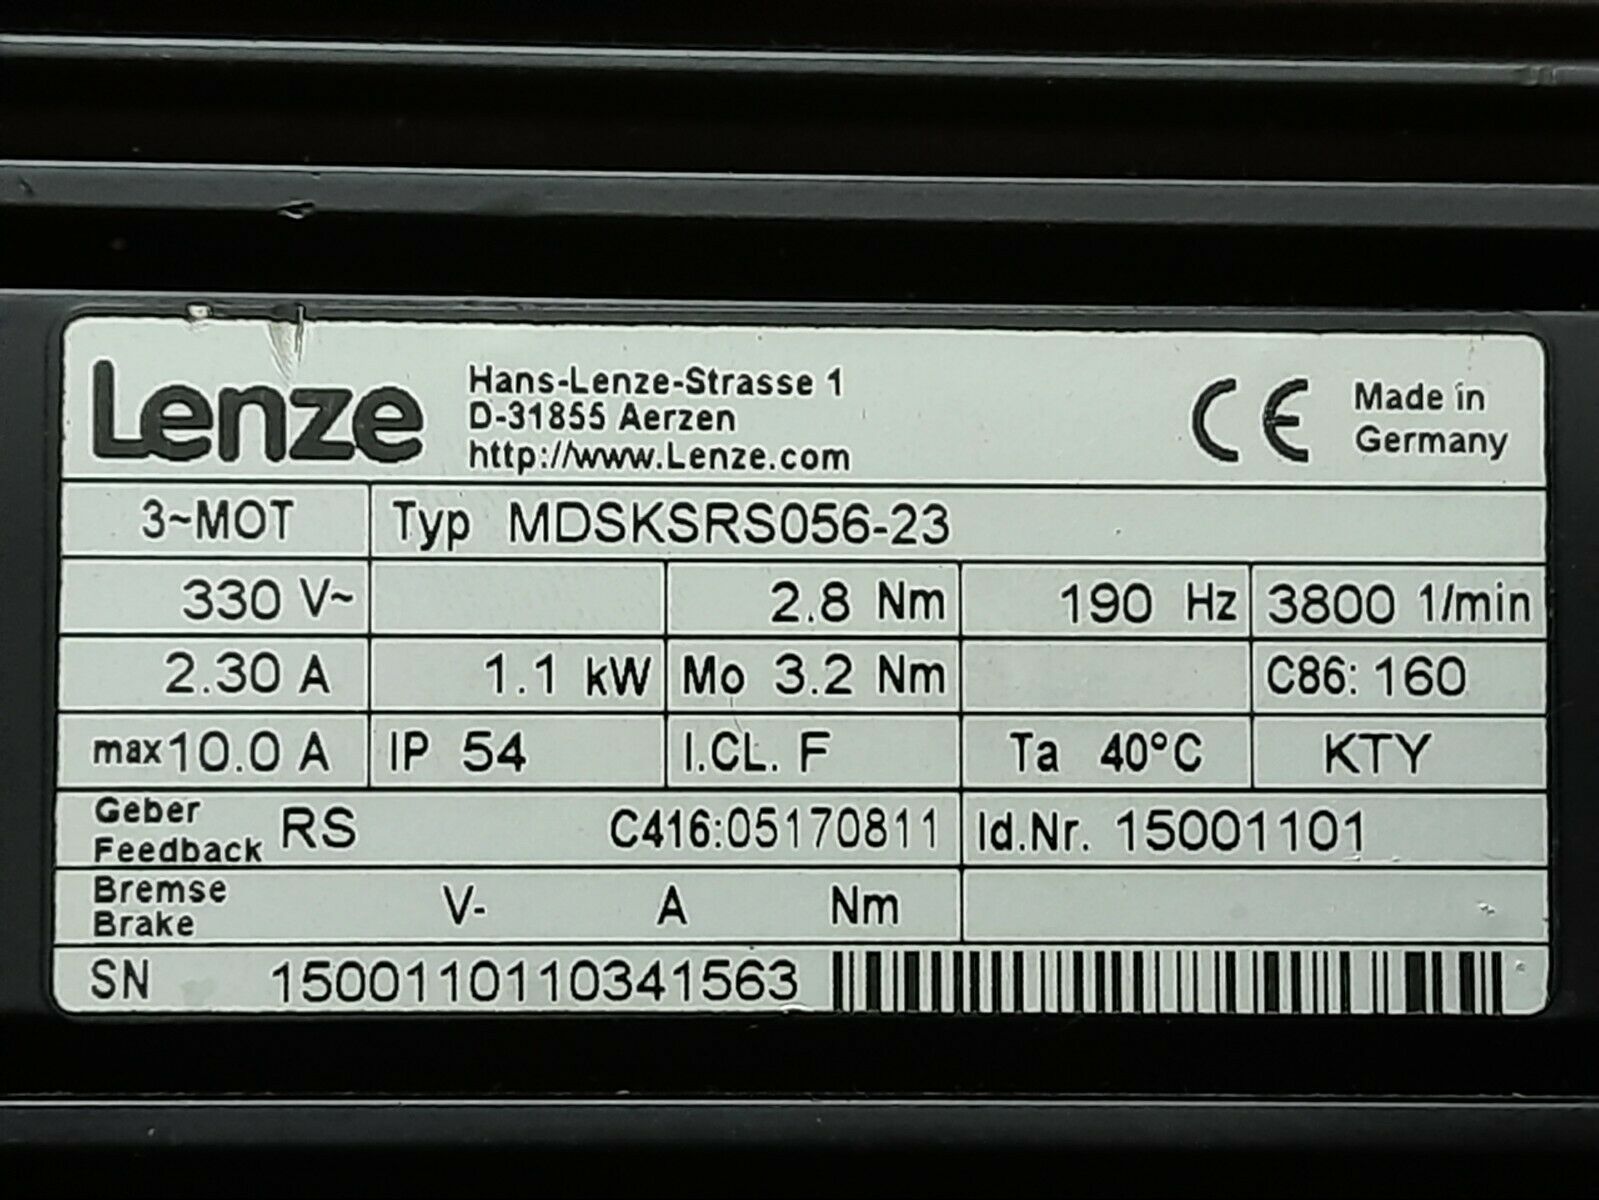 Lenze
Hans-Lenze-Strasse 1
D-31855 Aerzen
http://www.Lenze.com
CE
Made in
Germany
3~MOT Typ MDSKSRS056-23
330 V~ 2.8 Nm 190 Hz 3800 1/min
2.30 A 1.1 kW Mo 3.2 Nm C86: 160
max 10.0 A IP 54 I.CL. F Ta 40°C KTY
Geber
Feedback RS C416:05170811 Id.Nr. 15001101
Bremse
Brake V- A Nm
SN 1500110110341563